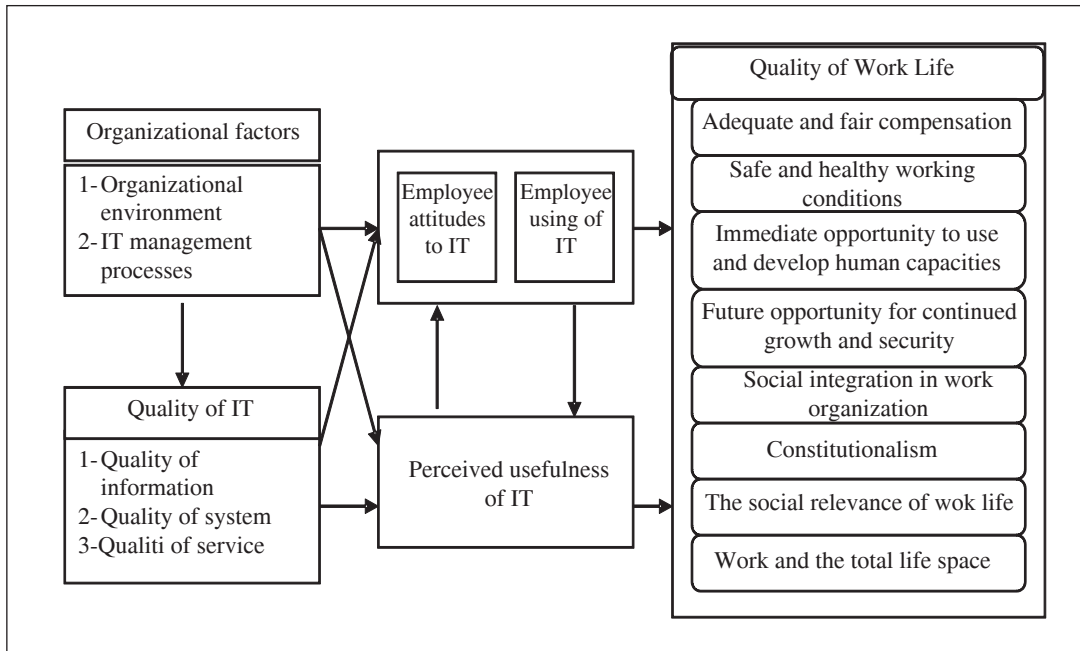 Organizational factors
1- Organizational
environment
2- IT management
processes
Quality of IT
1- Quality of
information
2- Quality of system
3-Qualiti of service
Employee
attitudes
to IT
Employee
using of
IT
Perceived usefulness
of IT
Quality of Work Life
Adequate and fair compensation
Safe and healthy working
conditions
Immediate opportunity to use
and develop human capacities
Future opportunity for continued
growth and security
Social integration in work
organization
Constitutionalism
The social relevance of wok life
Work and the total life space